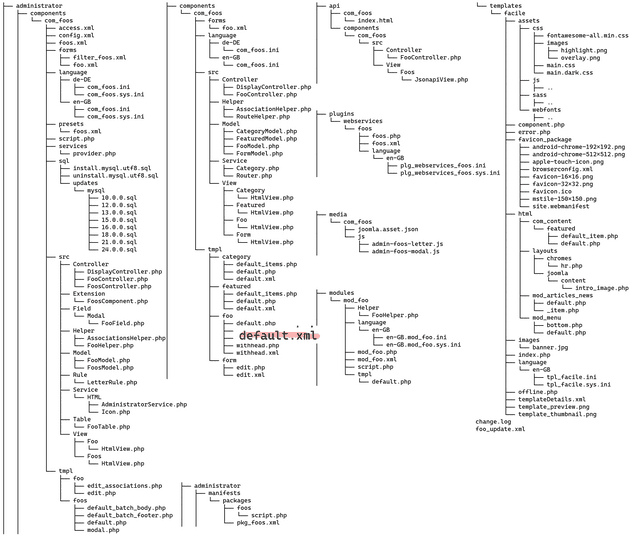 administrator
components
com_foos
access.xml
config.xml
foos.xml
forms
filter_foos.xml
foo.xml
language
de-DE
com_foos.ini
com_foos.sys.ini
en-GB
com_foos.ini
com_foos.sys.ini
presets
foos.xml
script.php
services
provider.php
sql
install.mysql.utf8.sql
uninstall.mysql.utf8.sql
updates
mysql
10.0.0.sql
12.0.0.sql
13.0.0.sql
15.0.0.sql
16.0.0.sql
18.0.0.sql
21.0.0.sql
24.0.0.sql
src
Controller
DisplayController.php
FooController.php
FoosController.php
Extension
FoosComponent.php
Field
Modal
FooField.php
Helper
AssociationsHelper.php
FooHelper.php
Model
FooModel.php
FoosModel.php
Rule
LetterRule.php
Service
HTML
AdministratorService.php
Icon.php
Table
FooTable.php
View
Foo
HtmlView.php
Foos
HtmlView.php
tmpl
foo
edit_associations.php
edit.php
foos
default_batch_body.php
default_batch_footer.php
default.php
modal.php
components
com_foos
forms
foo.xml
language
de-DE
com_foos.ini
en-GB
com_foos.ini
src
Controller
DisplayController.php
FooController.php
Helper
AssociationHelper.php
RouteHelper.php
Model
CategoryModel.php
FeaturedModel.php
FooModel.php
FormModel.php
Service
Category.php
Router.php
View
Category
HtmlView.php
Featured
HtmlView.php
Foo
HtmlView.php
Form
HtmlView.php
tmpl
category
default_items.php
default.php
default.xml
featured
default_items.php
default.php
default.xml
foo
default.php
default.xml
withhead.php
withhead.xml
form
edit.php
edit.xml
administrator
manifests
packages
foos
script.php
pkg_foos.xml
api
com_foos
index.html
components
com_foos
src
Controller
FooController.php
View
Foos
JsonapiView.php
plugins
webservices
foos
foos.php
foos.xml
language
en-GB
plg_webservices_foos.ini
plg_webservices_foos.sys.ini
media
com_foos
joomla.asset.json
js
admin-foos-letter.js
admin-foos-modal.js
modules
mod_foo
Helper
FooHelper.php
language
en-GB
en-GB.mod_foo.ini
en-GB.mod_foo.sys.ini
mod_foo.php
mod_foo.xml
script.php
tmpl
default.php
templates
facile
assets
css
fontawesome-all.min.css
images
highlight.png
overlay.png
main.css
main.dark.css
js
..
sass
..
webfonts
..
component.php
error.php
favicon_package
android-chrome-192×192.png
android-chrome-512×512.png
apple-touch-icon.png
browserconfig.xml
favicon-16×16.png
favicon-32×32.png
favicon.ico
mstile-150×150.png
site.webmanifest
html
com_content
featured
default_item.php
default.php
layouts
chromes
hr.php
joomla
content
intro_image.php
mod_articles_news
default.php
_item.php
mod_menu
bottom.php
default.php
images
banner.jpg
index.php
language
en-GB
tpl_facile.ini
tpl_facile.sys.ini
offline.php
templateDetails.xml
template_preview.png
template_thumbnail.png
change.log
foo_update.xml